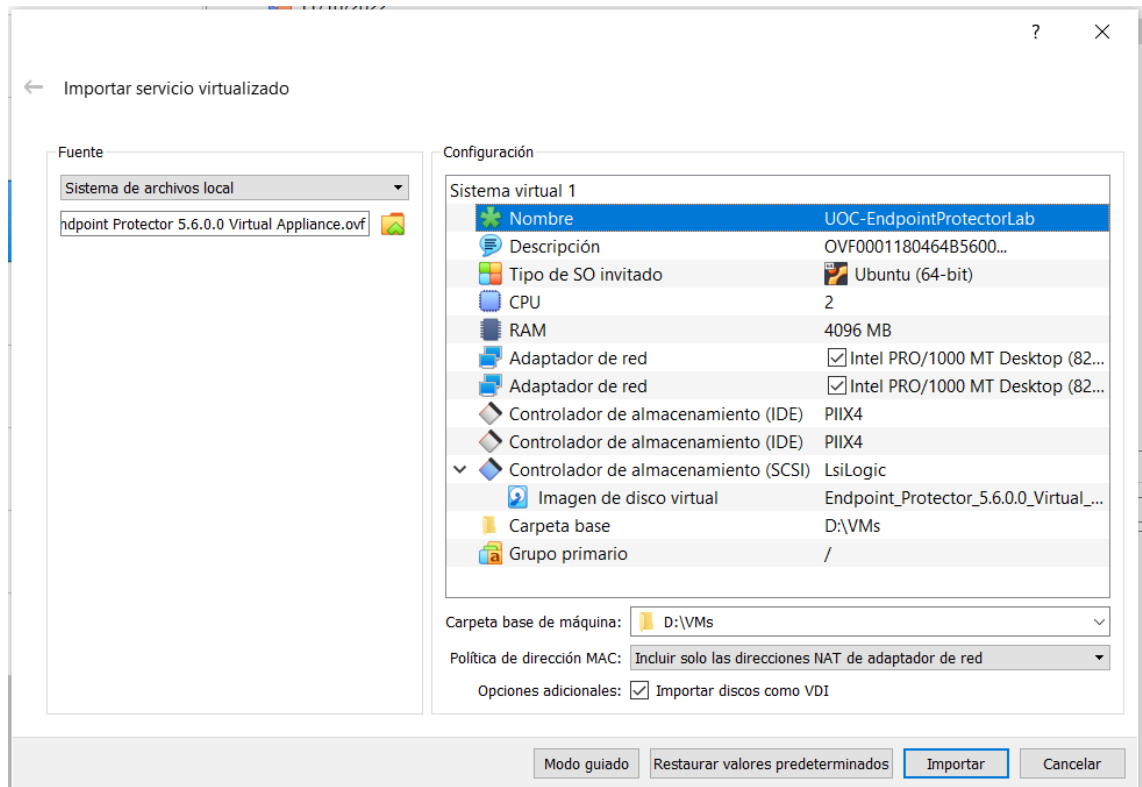 ?
Importar servicio virtualizado
Fuente
Sistema de archivos local
ndpoint Protector 5.6.0.0 Virtual Appliance.ovf
Configuración
Sistema virtual 1
Nombre UOC-EndpointProtectorLab
Descripción OVF0001180464B5600...
Tipo de SO invitado Ubuntu (64-bit)
CPU 2
RAM 4096 MB
Adaptador de red Intel PRO/1000 MT Desktop (82...
Adaptador de red Intel PRO/1000 MT Desktop (82...
Controlador de almacenamiento (IDE) PIIX4
Controlador de almacenamiento (IDE) PIIX4
Controlador de almacenamiento (SCSI) LsiLogic
Imagen de disco virtual Endpoint_Protector_5.6.0.0_Virtual_...
Carpeta base D:\VMs
Grupo primario /
Carpeta base de máquina: D:\VMs
Política de dirección MAC: Incluir solo las direcciones NAT de adaptador de red
Opciones adicionales: Importar discos como VDI
Modo guiado Restaurar valores predeterminados Importar Cancelar